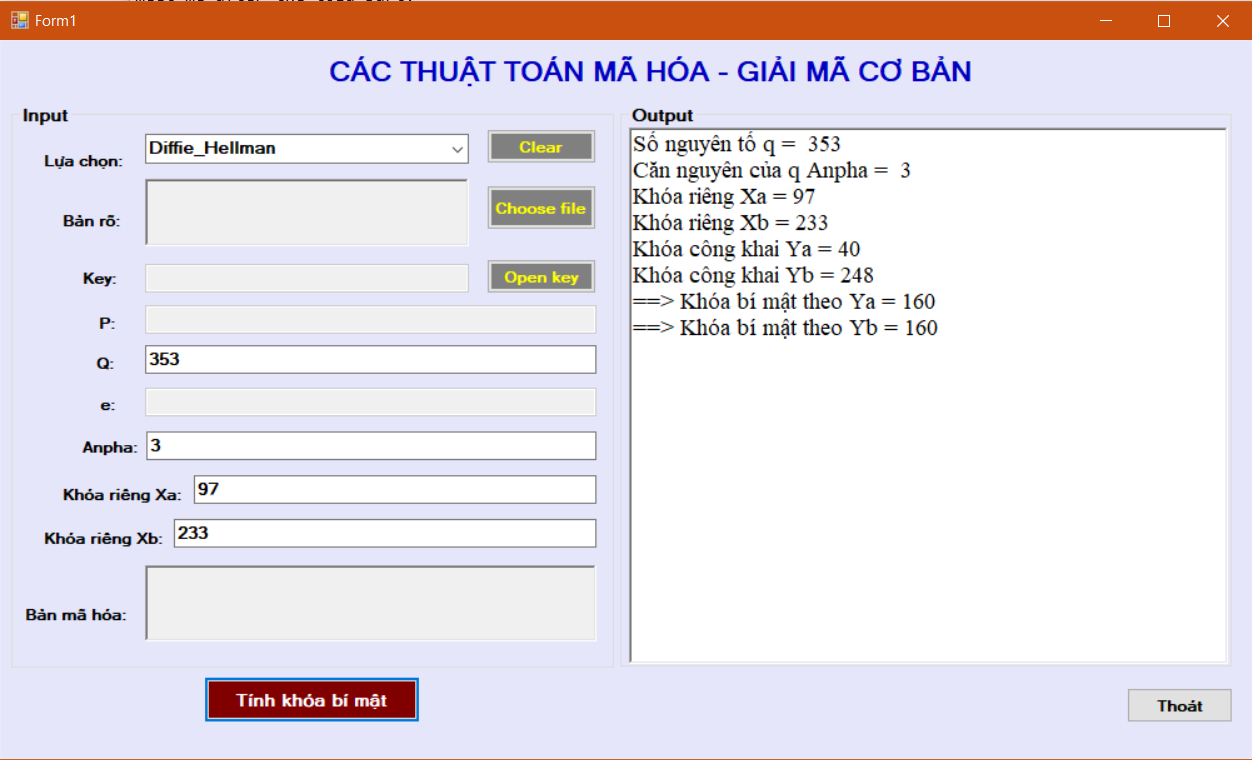 Form1
CÁC THUẬT TOÁN MÃ HÓA - GIẢI MÃ CƠ BẢN
Input
Lựa chọn:
Diffie_Hellman
Clear
Bản rõ:
Choose file
Key:
Open key
P:
Q:
353
e:
Anpha:
3
Khóa riêng Xa:
97
Khóa riêng Xb:
233
Bản mã hóa:
Tính khóa bí mật
Output
Số nguyên tố q =  353
Căn nguyên của q Anpha =  3
Khóa riêng Xa = 97
Khóa riêng Xb = 233
Khóa công khai Ya = 40
Khóa công khai Yb = 248
==> Khóa bí mật theo Ya = 160
==> Khóa bí mật theo Yb = 160
Thoát